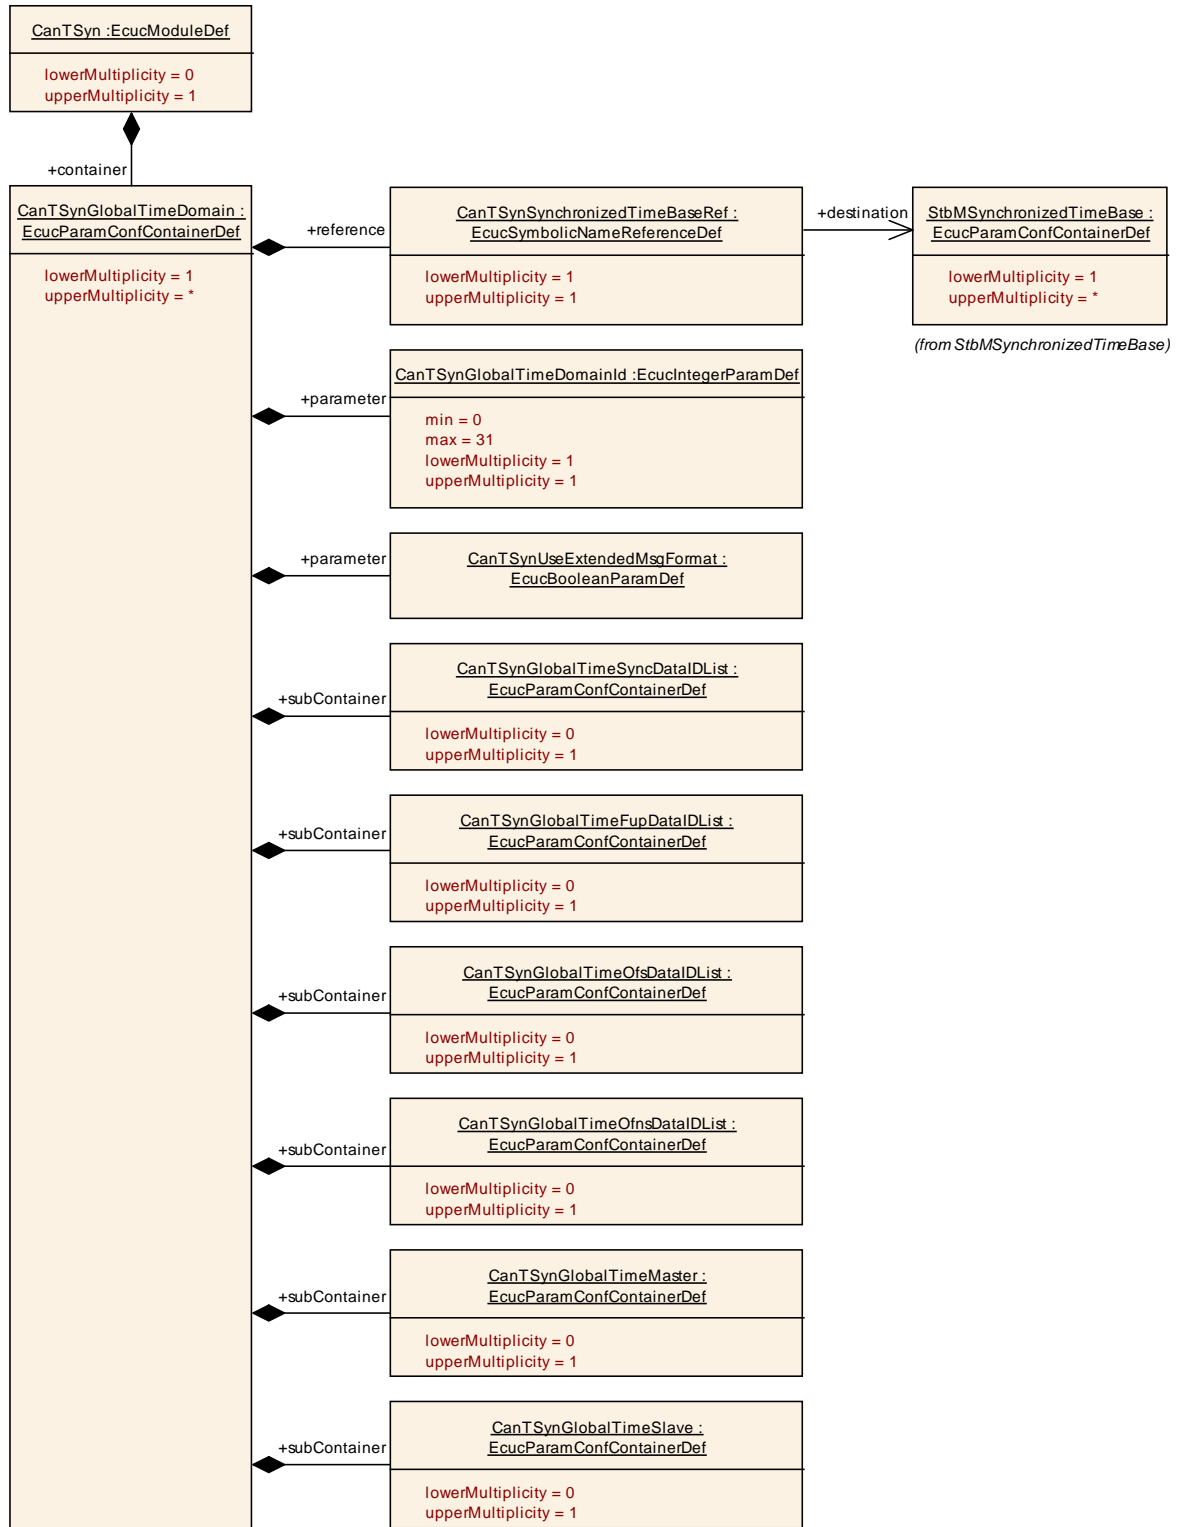 CanTSyn :EcucModuleDef
lowerMultiplicity = 0
upperMultiplicity = 1
+container
CanTSynGlobalTimeDomain :
EcucParamConfContainerDef
lowerMultiplicity = 1
upperMultiplicity = *
+reference
CanTSynSynchronizedTimeBaseRef :
EcucSymbolicNameReferenceDef
lowerMultiplicity = 1
upperMultiplicity = 1
+destination
StbMSynchronizedTimeBase :
EcucParamConfContainerDef
lowerMultiplicity = 1
upperMultiplicity = *
(from StbMSynchronizedTimeBase)
+parameter
CanTSynGlobalTimeDomainId :EcucIntegerParamDef
min = 0
max = 31
lowerMultiplicity = 1
upperMultiplicity = 1
+parameter
CanTSynUseExtendedMsgFormat :
EcucBooleanParamDef
+subContainer
CanTSynGlobalTimeSyncDataIDList :
EcucParamConfContainerDef
lowerMultiplicity = 0
upperMultiplicity = 1
+subContainer
CanTSynGlobalTimeFupDataIDList :
EcucParamConfContainerDef
lowerMultiplicity = 0
upperMultiplicity = 1
+subContainer
CanTSynGlobalTimeOfsDataIDList :
EcucParamConfContainerDef
lowerMultiplicity = 0
upperMultiplicity = 1
+subContainer
CanTSynGlobalTimeOfnsDataIDList :
EcucParamConfContainerDef
lowerMultiplicity = 0
upperMultiplicity = 1
+subContainer
CanTSynGlobalTimeMaster :
EcucParamConfContainerDef
lowerMultiplicity = 0
upperMultiplicity = 1
+subContainer
CanTSynGlobalTimeSlave :
EcucParamConfContainerDef
lowerMultiplicity = 0
upperMultiplicity = 1